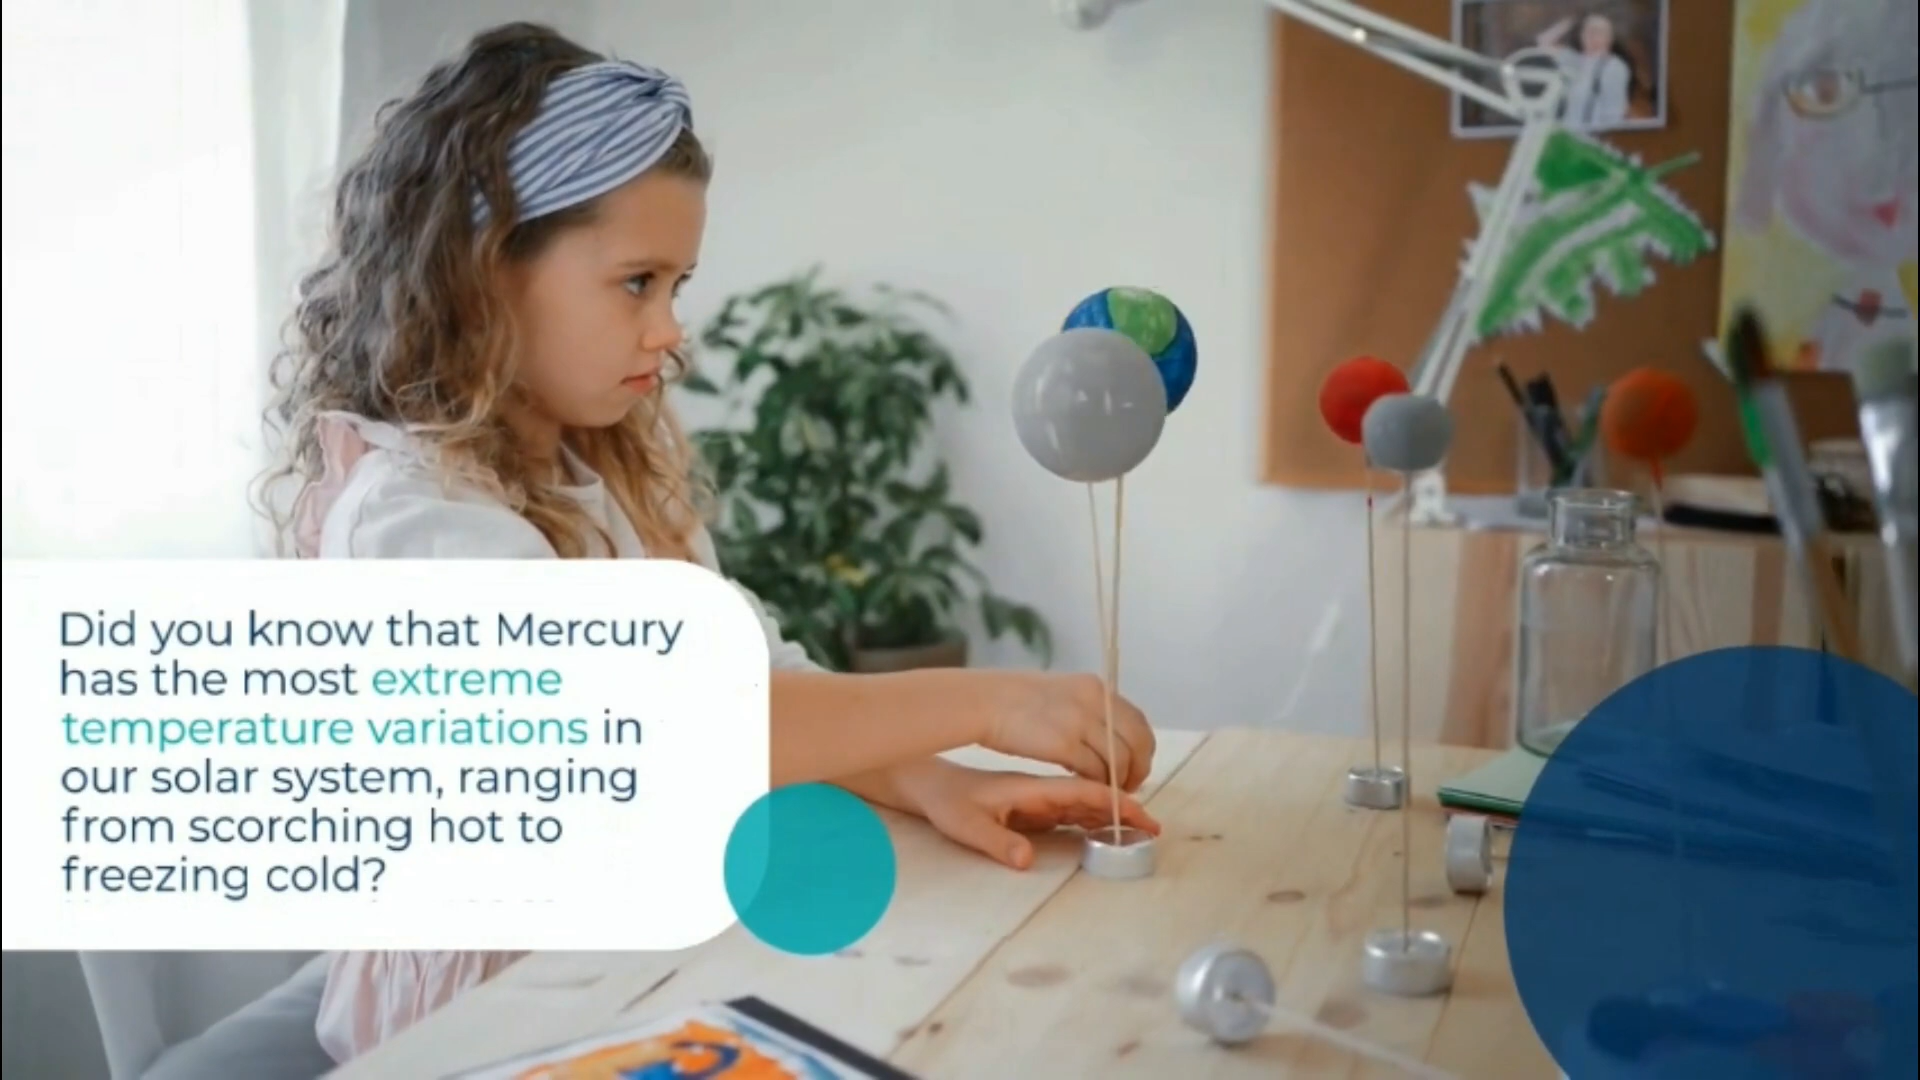 Did you know that Mercury
has the most extreme
temperature variations in
our solar system, ranging
from scorching hot to
freezing cold?